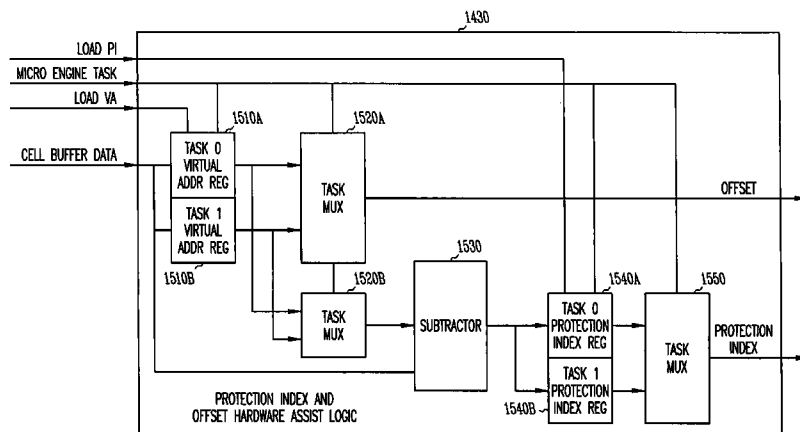 1430
LOAD PI
MICRO ENGINE TASK
LOAD VA
CELL BUFFER DATA
1510A
TASK 0
VIRTUAL
ADDR REG
TASK 1
VIRTUAL
ADDR REG
1510B
1520A
TASK
MUX
OFFSET
1520B
TASK
MUX
1530
SUBTRACTOR
1540A
TASK 0
PROTECTION
INDEX REG
TASK 1
PROTECTION
INDEX REG
1540B
1550
TASK
MUX
PROTECTION
INDEX
PROTECTION INDEX AND
OFFSET HARDWARE ASSIST LOGIC